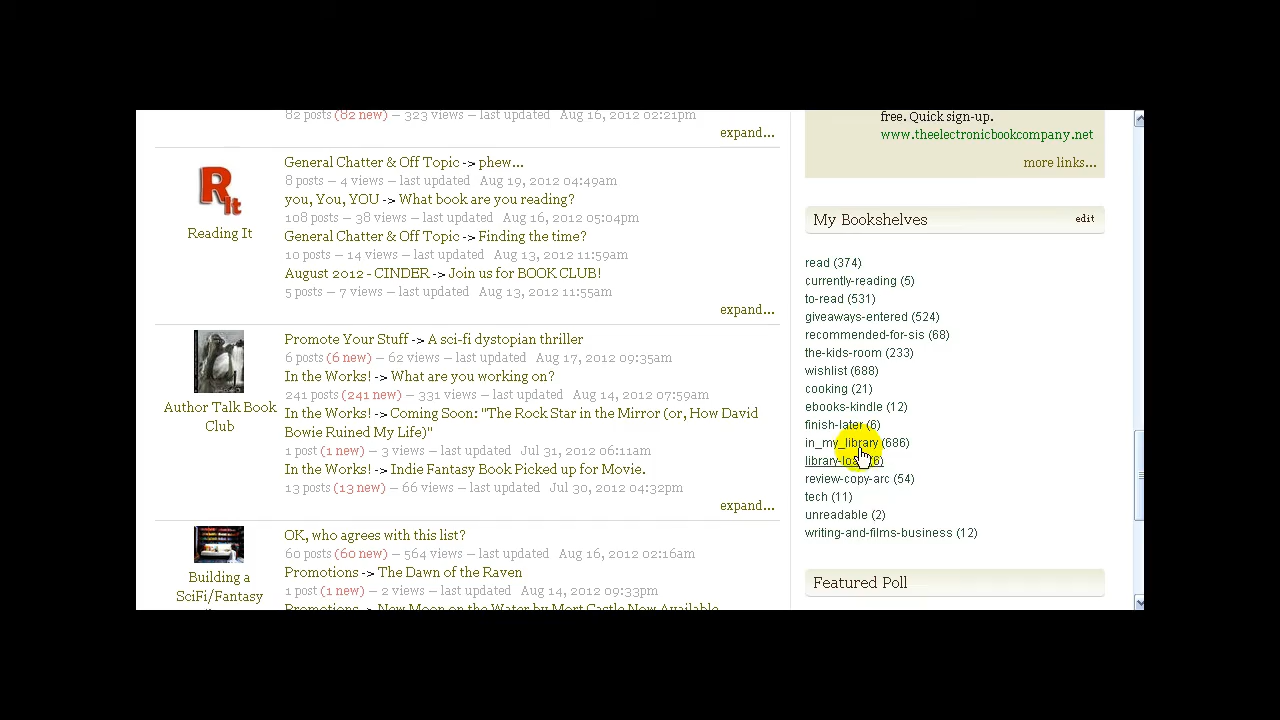 82 posts (82 new) — 323 views — last updated Aug 16, 2012 02:21pm
expand...
R It
Reading It
General Chatter & Off Topic -> phew...
8 posts — 4 views — last updated Aug 19, 2012 04:49am
you, You, YOU -> What book are you reading?
108 posts — 38 views — last updated Aug 16, 2012 05:04pm
General Chatter & Off Topic -> Finding the time?
10 posts — 14 views — last updated Aug 13, 2012 11:59am
August 2012 - CINDER -> Join us for BOOK CLUB!
5 posts — 7 views — last updated Aug 13, 2012 11:55am
expand...
Author Talk Book
Club
Promote Your Stuff -> A sci-fi dystopian thriller
6 posts (6 new) — 62 views — last updated Aug 17, 2012 09:35am
In the Works! -> What are you working on?
241 posts (241 new) — 331 views — last updated Aug 14, 2012 07:59am
In the Works! -> Coming Soon: "The Rock Star in the Mirror (or, How David
Bowie Ruined My Life)"
1 post (1 new) — 3 views — last updated Jul 31, 2012 06:11am
In the Works! -> Indie Fantasy Book Picked up for Movie.
13 posts (13 new) — 66 views — last updated Jul 30, 2012 04:32pm
expand...
Building a
SciFi/Fantasy
OK, who agrees with this list?
60 posts (60 new) — 564 views — last updated Aug 16, 2012 02:16am
Promotions -> The Dawn of the Raven
1 post (1 new) — 2 views — last updated Aug 14, 2012 09:33pm
Promotions -> New Moon on the Water by Mort Castle Now Available
free. Quick sign-up.
www.theelectronicbookcompany.net
more links...
My Bookshelves
edit
read (374)
currently-reading (5)
to-read (531)
giveaways-entered (524)
recommended-for-sis (68)
the-kids-room (233)
wishlist (688)
cooking (21)
ebooks-kindle (12)
finish-later (6)
in_my_library (686)
review-copy-arc (54)
tech (11)
unreadable (2)
writing-and-films-business (12)
Featured Poll